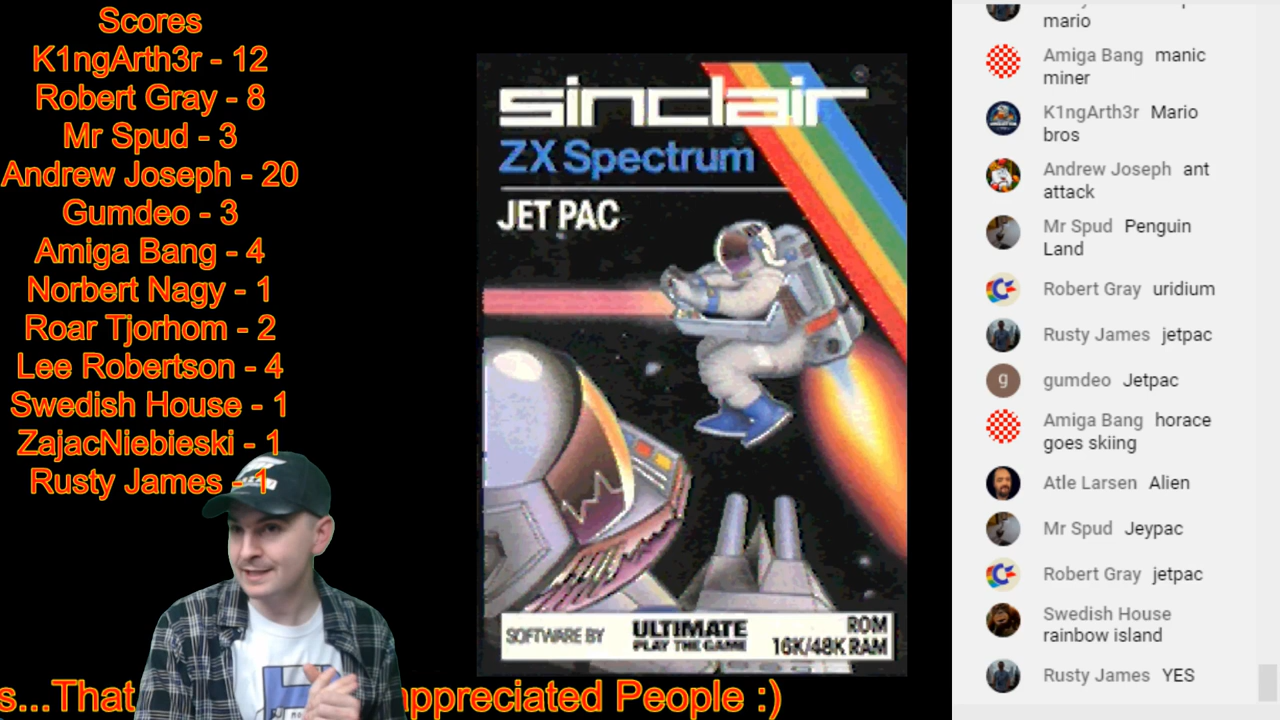 Scores
K1ngArth3r - 12
Robert Gray - 8
Mr Spud - 3
Andrew Joseph - 20
Gumdeo - 3
Amiga Bang - 4
Norbert Nagy - 1
Roar Tjorhom - 2
Lee Robertson - 4
Swedish House - 1
ZajacNiebieski - 1
Rusty James - 1
s...That
ppreciated People :)
sinclair
ZX Spectrum
JET PAC
SOFTWARE BY
ULTIMATE
PLAY THE GAME
ROM
16K/48K RAM
mario
Amiga Bang manic
miner
K1ngArth3r Mario
bros
Andrew Joseph ant
attack
Mr Spud Penguin
Land
Robert Gray uridium
Rusty James jetpac
g
gumdeo Jetpac
Amiga Bang horace
goes skiing
Atle Larsen Alien
Mr Spud Jeypac
Robert Gray jetpac
Swedish House
rainbow island
Rusty James YES